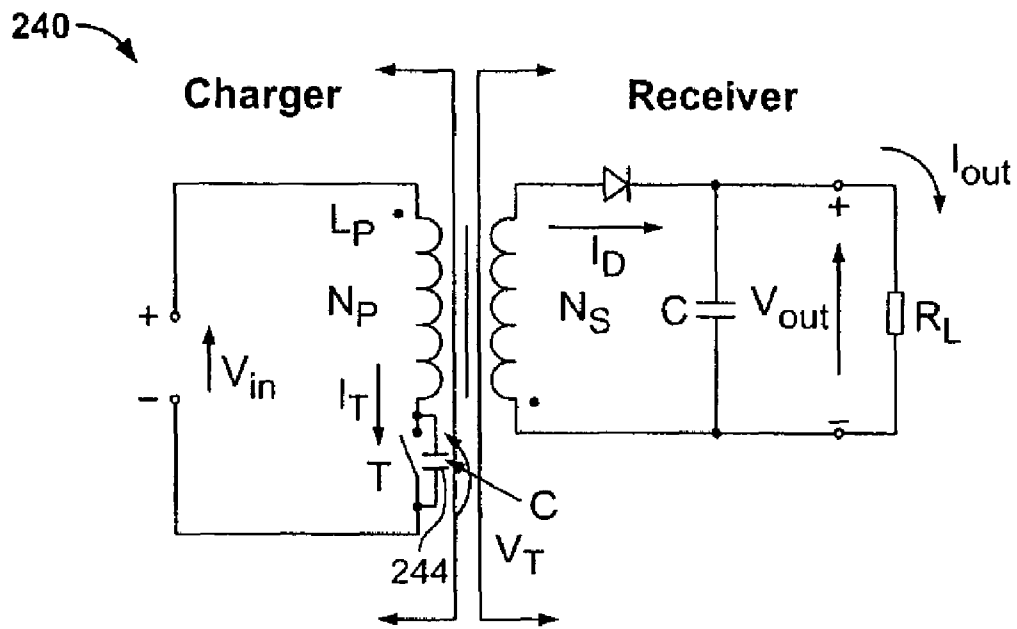 240
Charger
Receiver
I_out
L_P
+
I_D
N_P
N_S
C
V_out
R_L
+
V_in
-
I_T
-
T
C
244
V_T